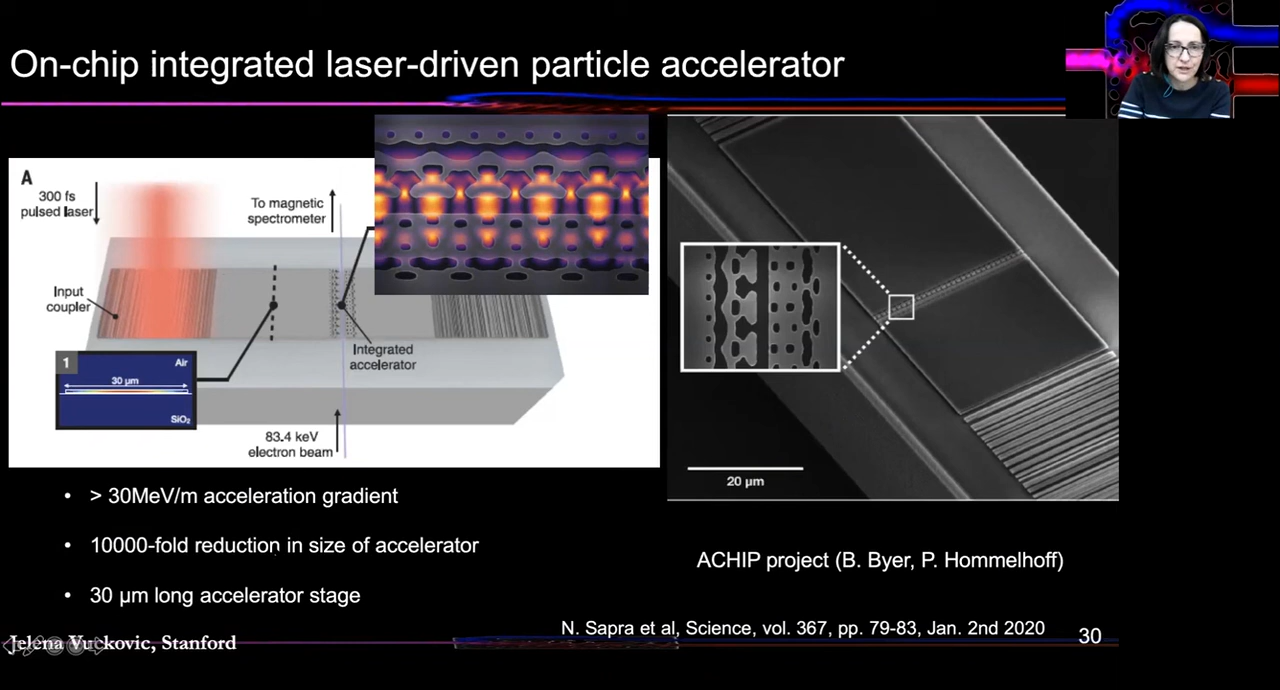 On-chip integrated laser-driven particle accelerator
A
300 fs
pulsed laser
To magnetic
spectrometer
Input
coupler
Integrated
accelerator
1
Air
30 µm
SiO₂
83.4 keV
electron beam
20 µm
• > 30MeV/m acceleration gradient
• 10000-fold reduction in size of accelerator
• 30 µm long accelerator stage
ACHIP project (B. Byer, P. Hommelhoff)
N. Sapra et al, Science, vol. 367, pp. 79-83, Jan. 2nd 2020
Jelena Vuckovic, Stanford
30